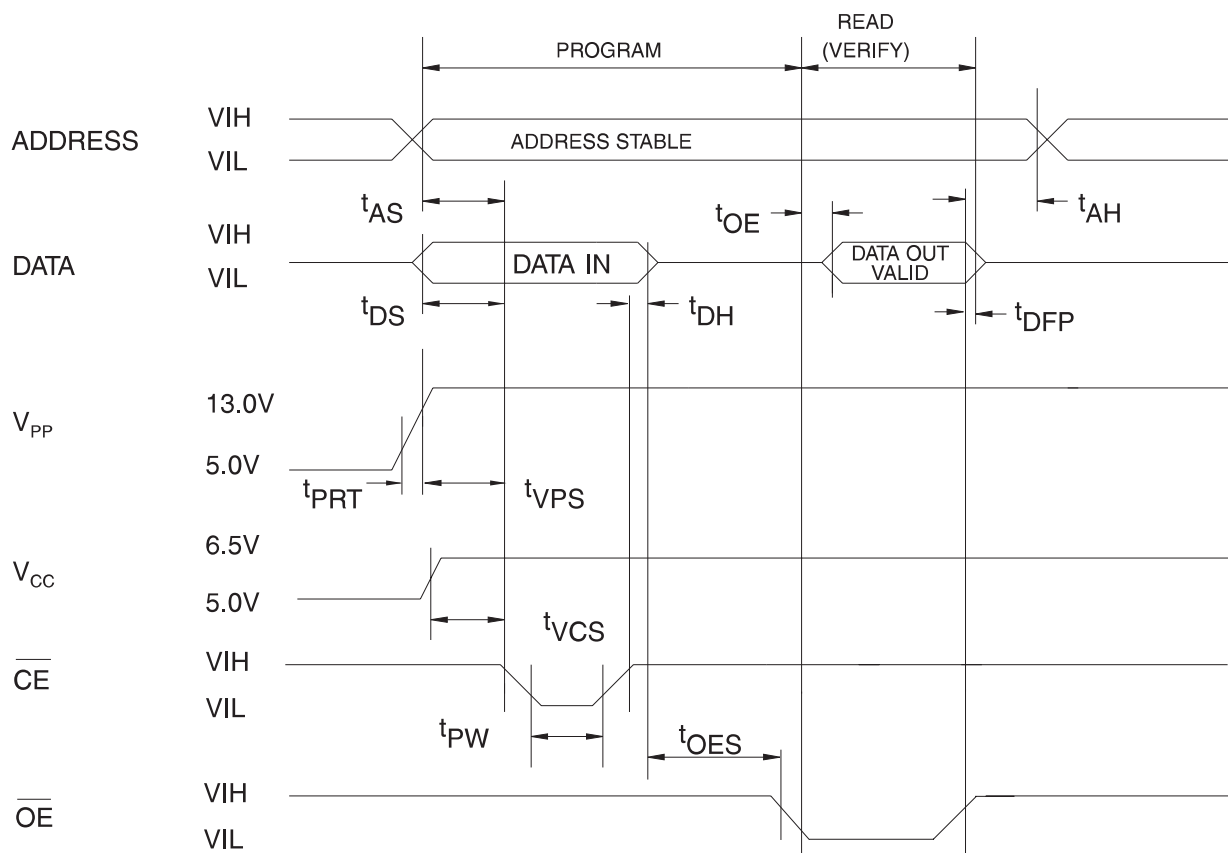 READ
PROGRAM (VERIFY)
ADDRESS VIH
VIL ADDRESS STABLE
tAS tOE tAH
DATA VIH
VIL DATA IN DATA OUT
VALID
tDS tDH tDFP
VPP 13.0V
5.0V
tPRT tVPS
VCC 6.5V
5.0V
tVCS
CE VIH
VIL
tPW tOES
OE VIH
VIL